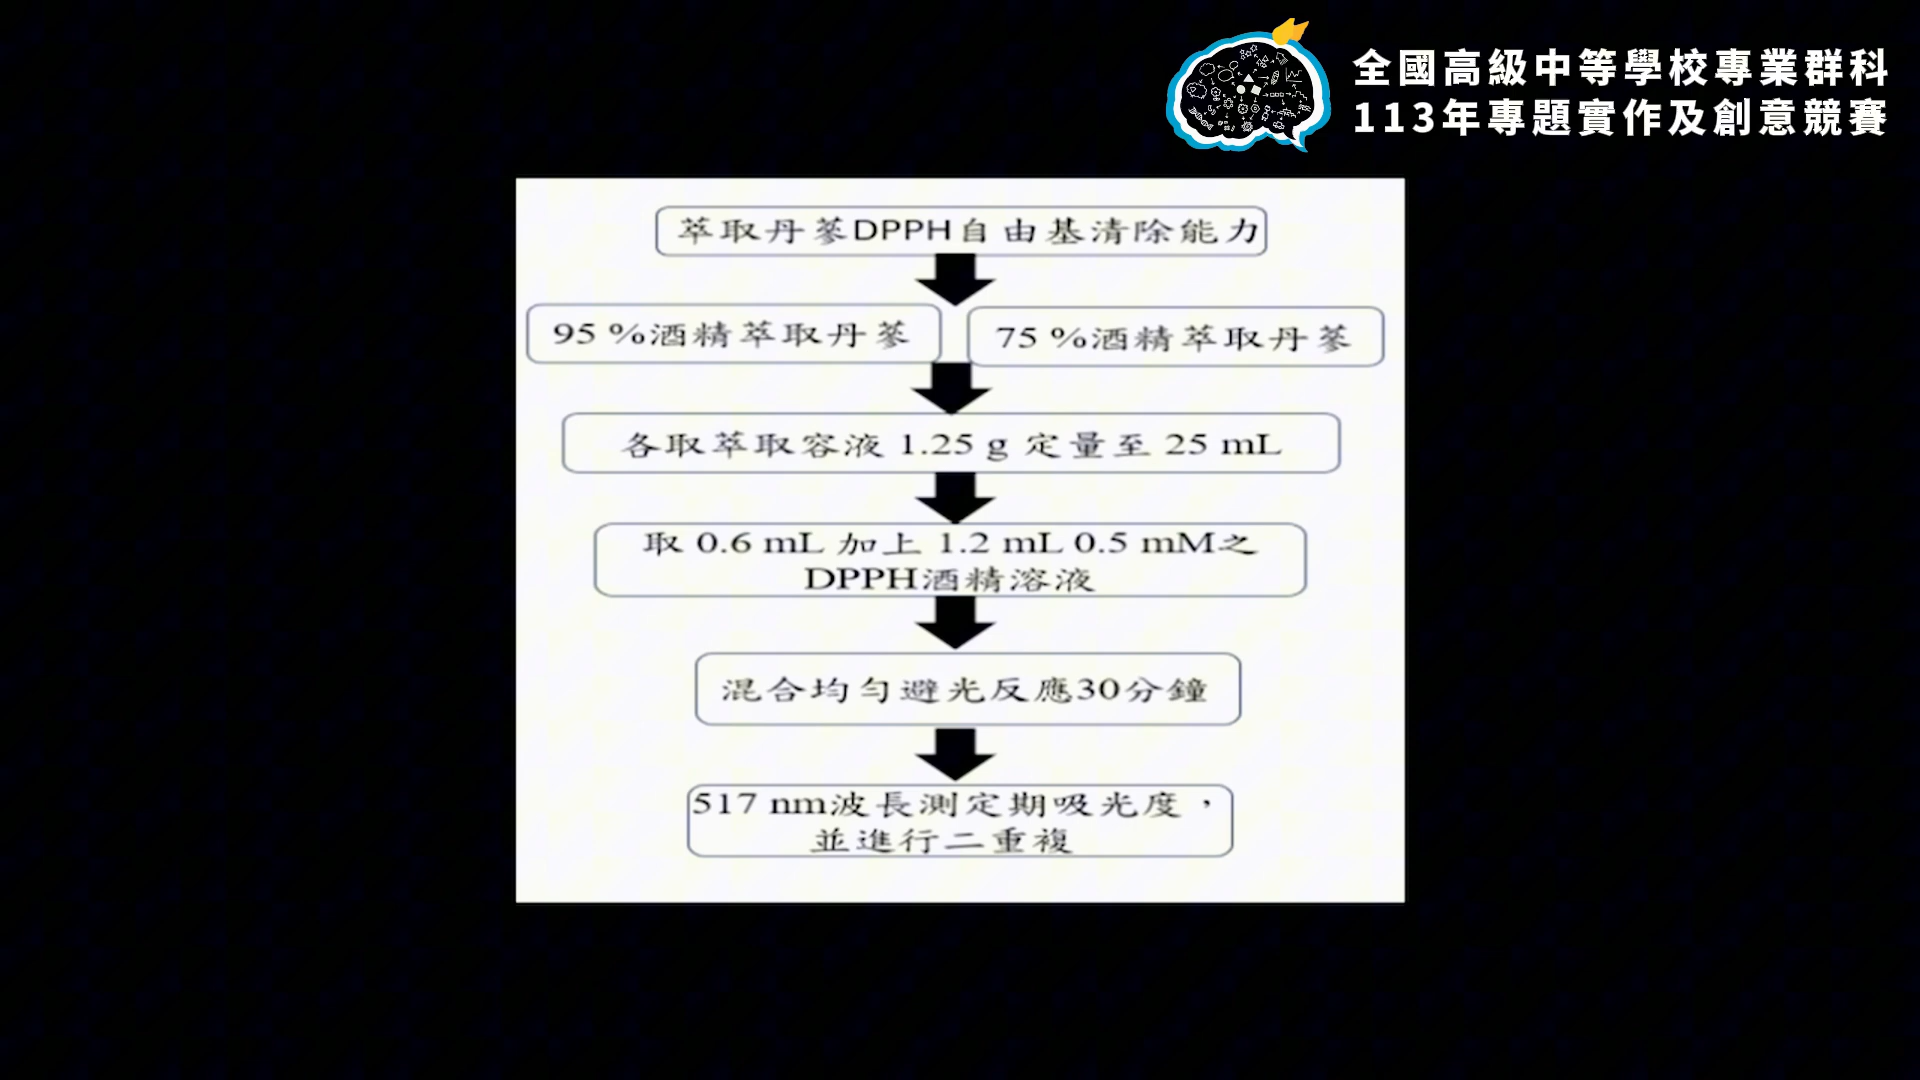 全國高級中等學校專業群科
113年專題實作及創意競賽
萃取丹蔘DPPH自由基清除能力
95 %酒精萃取丹蔘
75 %酒精萃取丹蔘
各取萃取容液 1.25 g 定量至 25 mL
取 0.6 mL 加上 1.2 mL 0.5 mM之
DPPH酒精溶液
混合均勻避光反應30分鐘
517 nm波長測定期吸光度，
並進行二重複